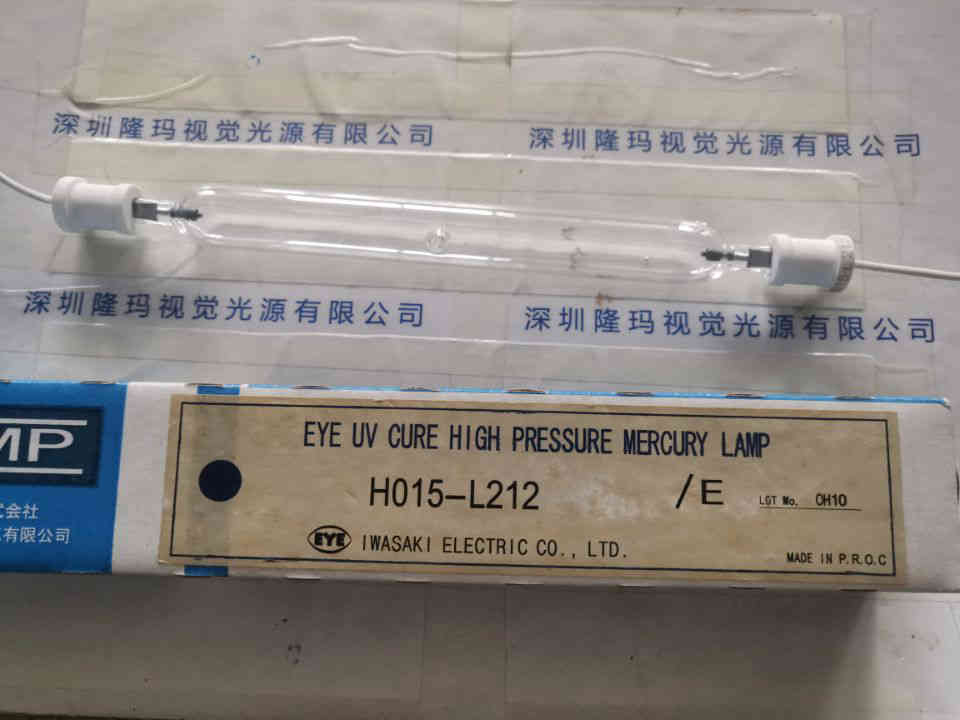 深圳隆玛视觉光源有限公司
深圳隆玛视觉光源有限公司
深圳隆玛视觉光源有限公司
深圳隆玛视觉光源有限公司
MP
式会社
有限公司
EYE UV CURE HIGH PRESSURE MERCURY LAMP
H015-L212 /E LGT No. OH10
EYE IWASAKI ELECTRIC CO., LTD.
MADE IN P.R.O.C